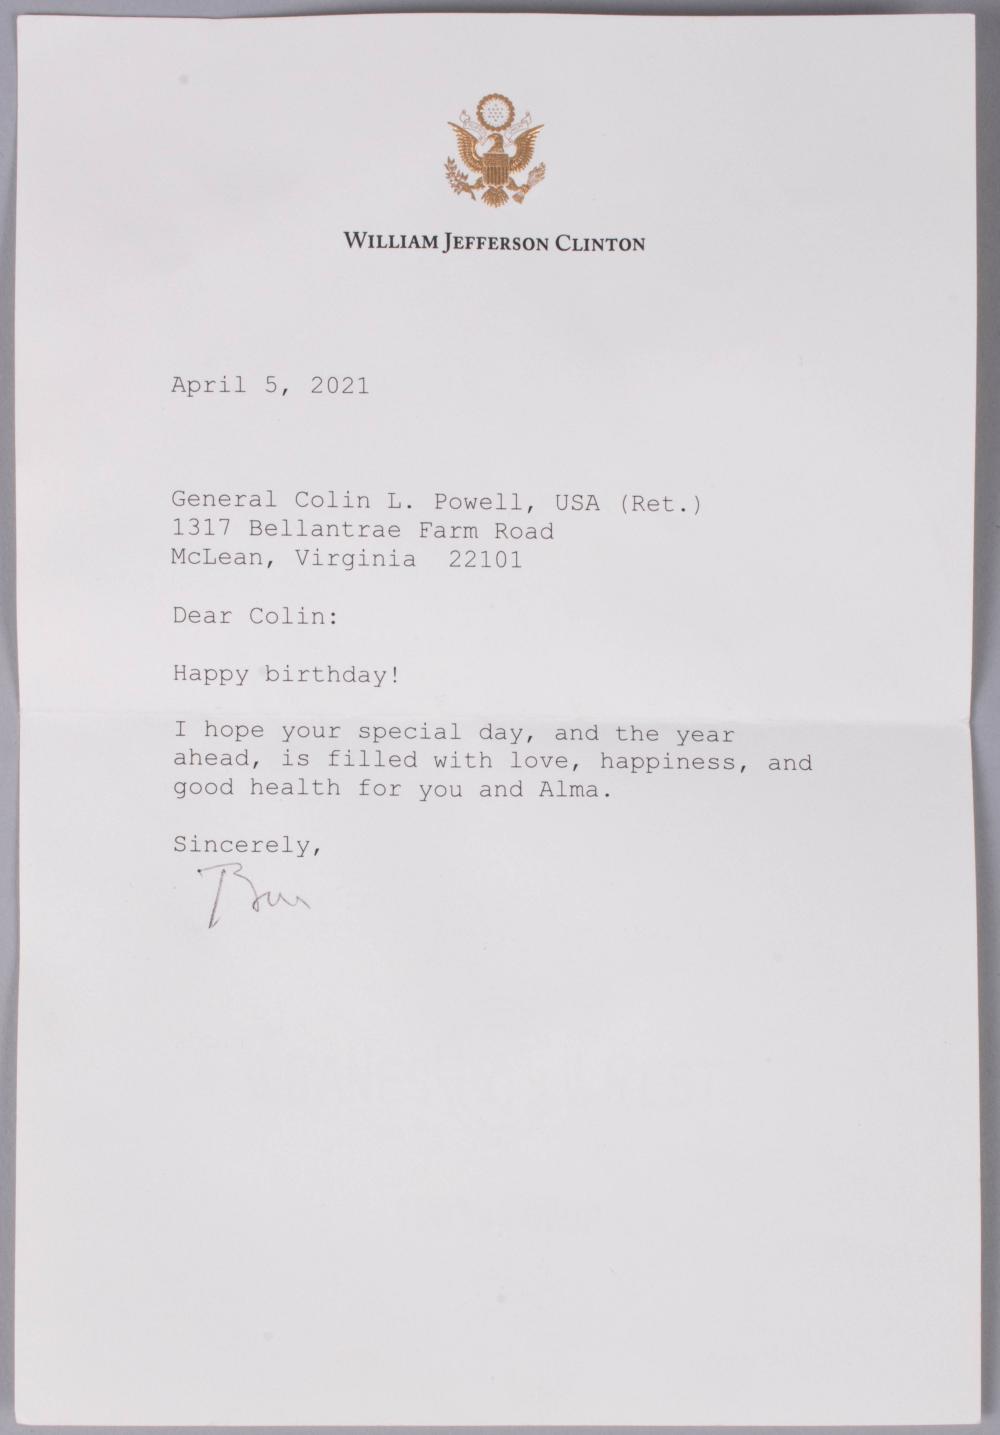 WILLIAM JEFFERSON CLINTON
April 5, 2021
General Colin L. Powell, USA (Ret.)
1317 Bellantrae Farm Road
McLean, Virginia  22101
Dear Colin:
Happy birthday!
I hope your special day, and the year
ahead, is filled with love, happiness, and
good health for you and Alma.
Sincerely,
Bill